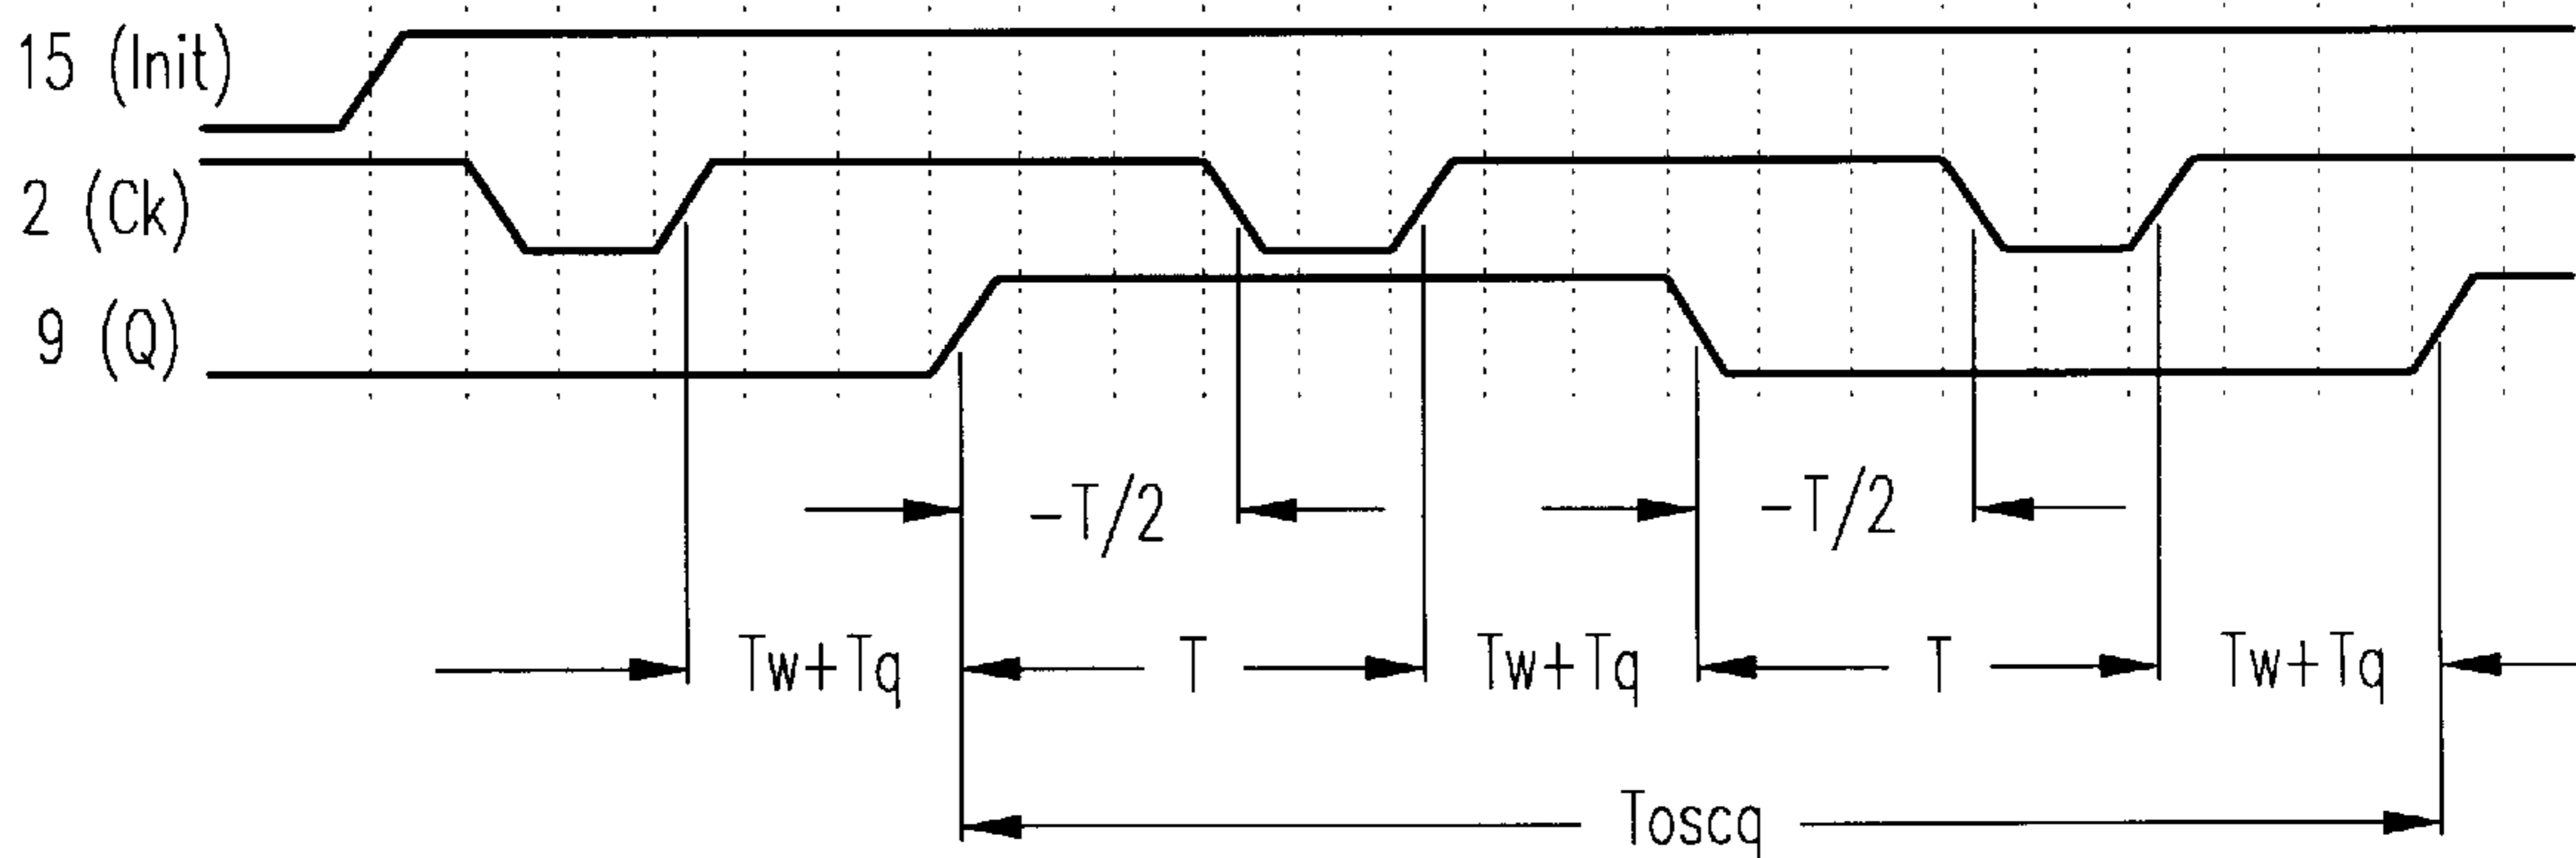 15 (Init)
2 (Ck)
9 (Q)
-T/2 -T/2
Tw+Tq T Tw+Tq T Tw+Tq
Toscq